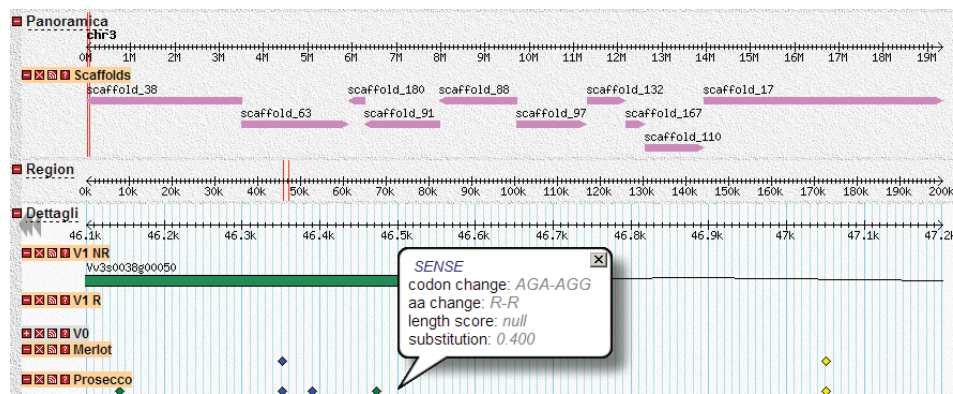 Panoramica
chr3
0M 1M 2M 3M 4M 5M 6M 7M 8M 9M 10M 11M 12M 13M 14M 15M 16M 17M 18M 19M
Scaffolds
scaffold_38 scaffold_180 scaffold_88 scaffold_132 scaffold_17
scaffold_63 scaffold_91 scaffold_97 scaffold_167
scaffold_110
Region
0k 10k 20k 30k 40k 50k 60k 70k 80k 90k 100k 110k 120k 130k 140k 150k 160k 170k 180k 190k 200k
Dettagli
46.1k 46.2k 46.3k 46.4k 46.5k 46.6k 46.7k 46.8k 46.9k 47k 47.1k 47.2k
V1 NR
Vv3s0038g00050
SENSE
codon change: AGA-AGG
aa change: R-R
length score: null
substitution: 0.400
V1 R
V0
Merlot
Prosecco